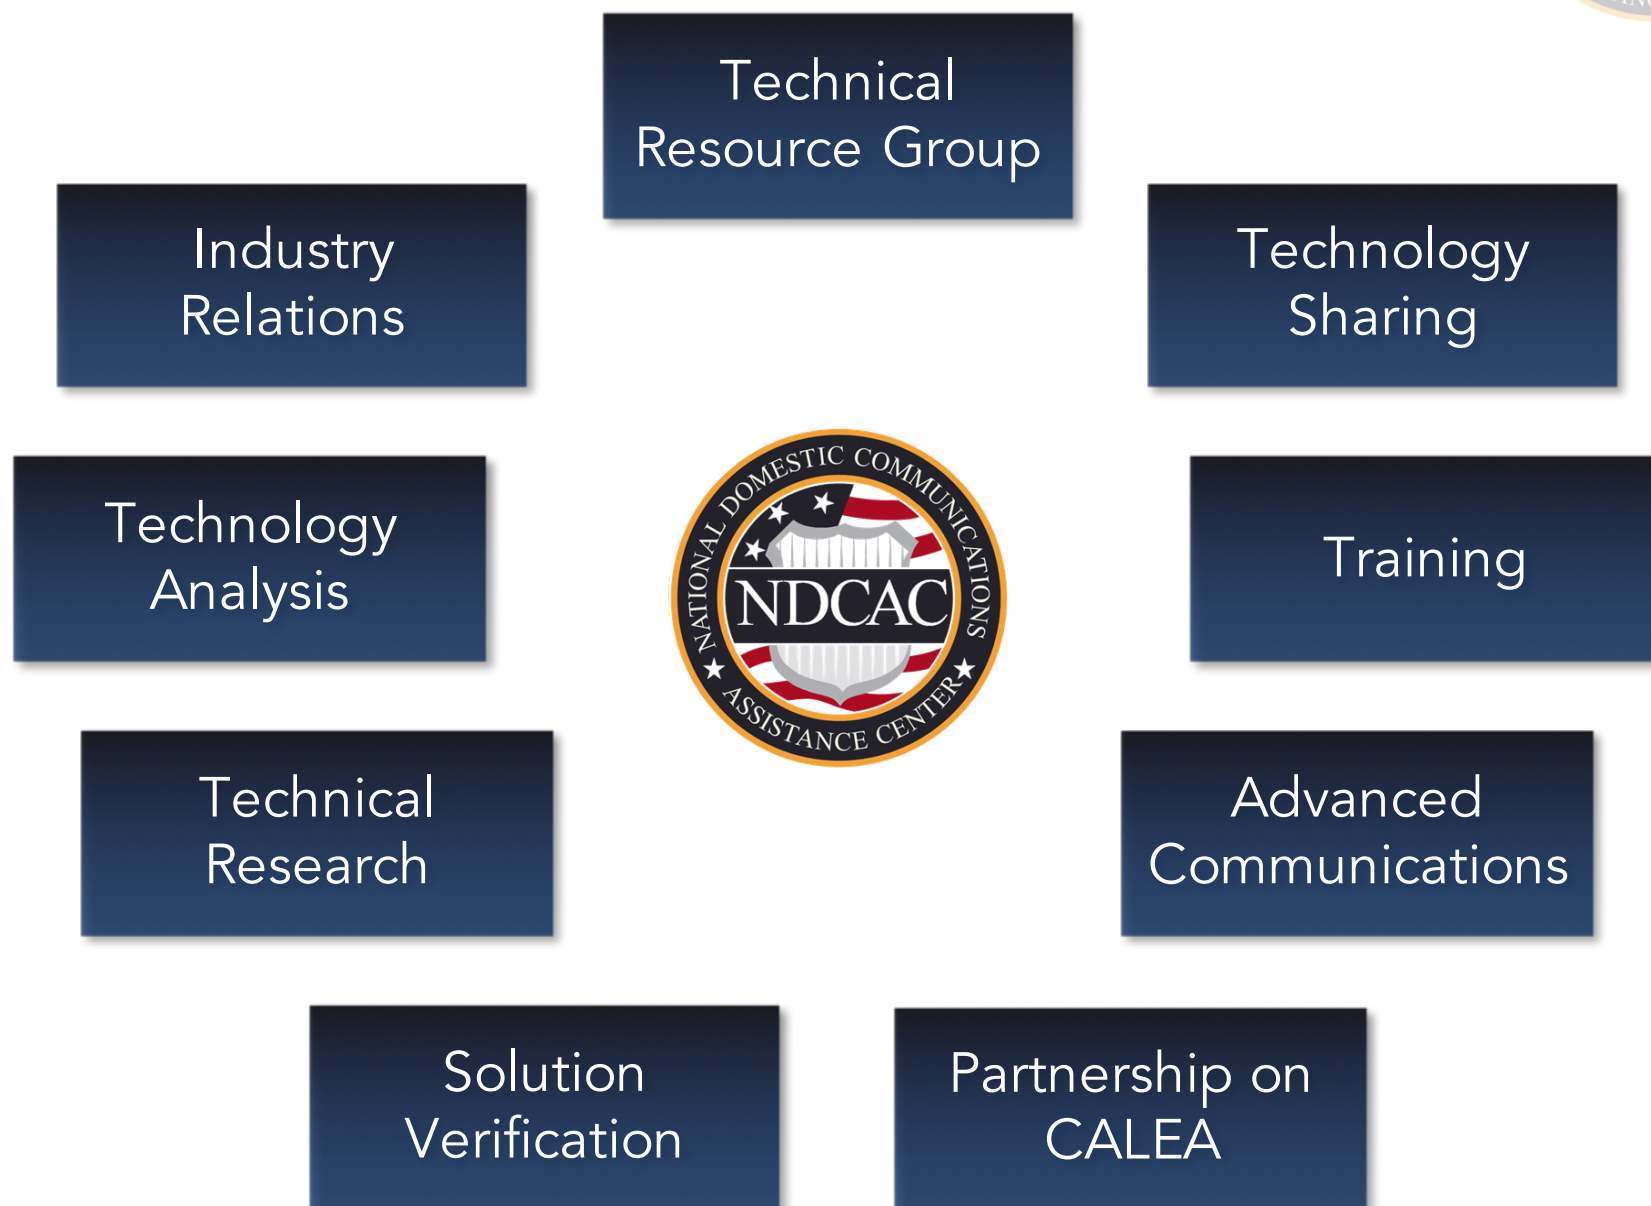 Technical
Resource Group
Industry
Relations
Technology
Sharing
Technology
Analysis
NATIONAL DOMESTIC COMMUNICATIONS
NDCAC
★ ASSISTANCE CENTER ★
Training
Technical
Research
Advanced
Communications
Solution
Verification
Partnership on
CALEA